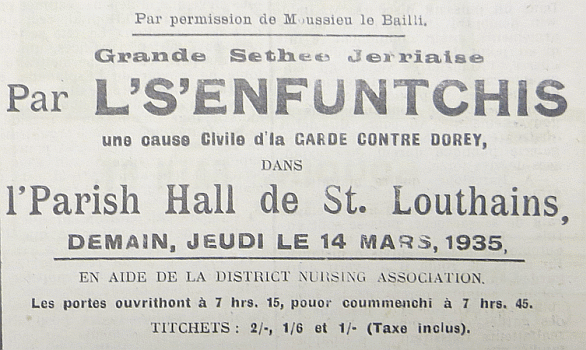 Par permission de Moussieu le Bailli.
Grande Sethee Jerriaise
Par L'S'ENFUNTCHIS
une cause Civile d'la GARDE CONTRE DOREY,
DANS
l'Parish Hall de St. Louthains,
DEMAIN, JEUDI LE 14 MARS, 1935,
EN AIDE DE LA DISTRICT NURSING ASSOCIATION.
Les portes ouvrithont à 7 hrs. 15, pouor coummenchi à 7 hrs. 45.
TITCHETS : 2/-, 1/6 et 1/- (Taxe inclus).